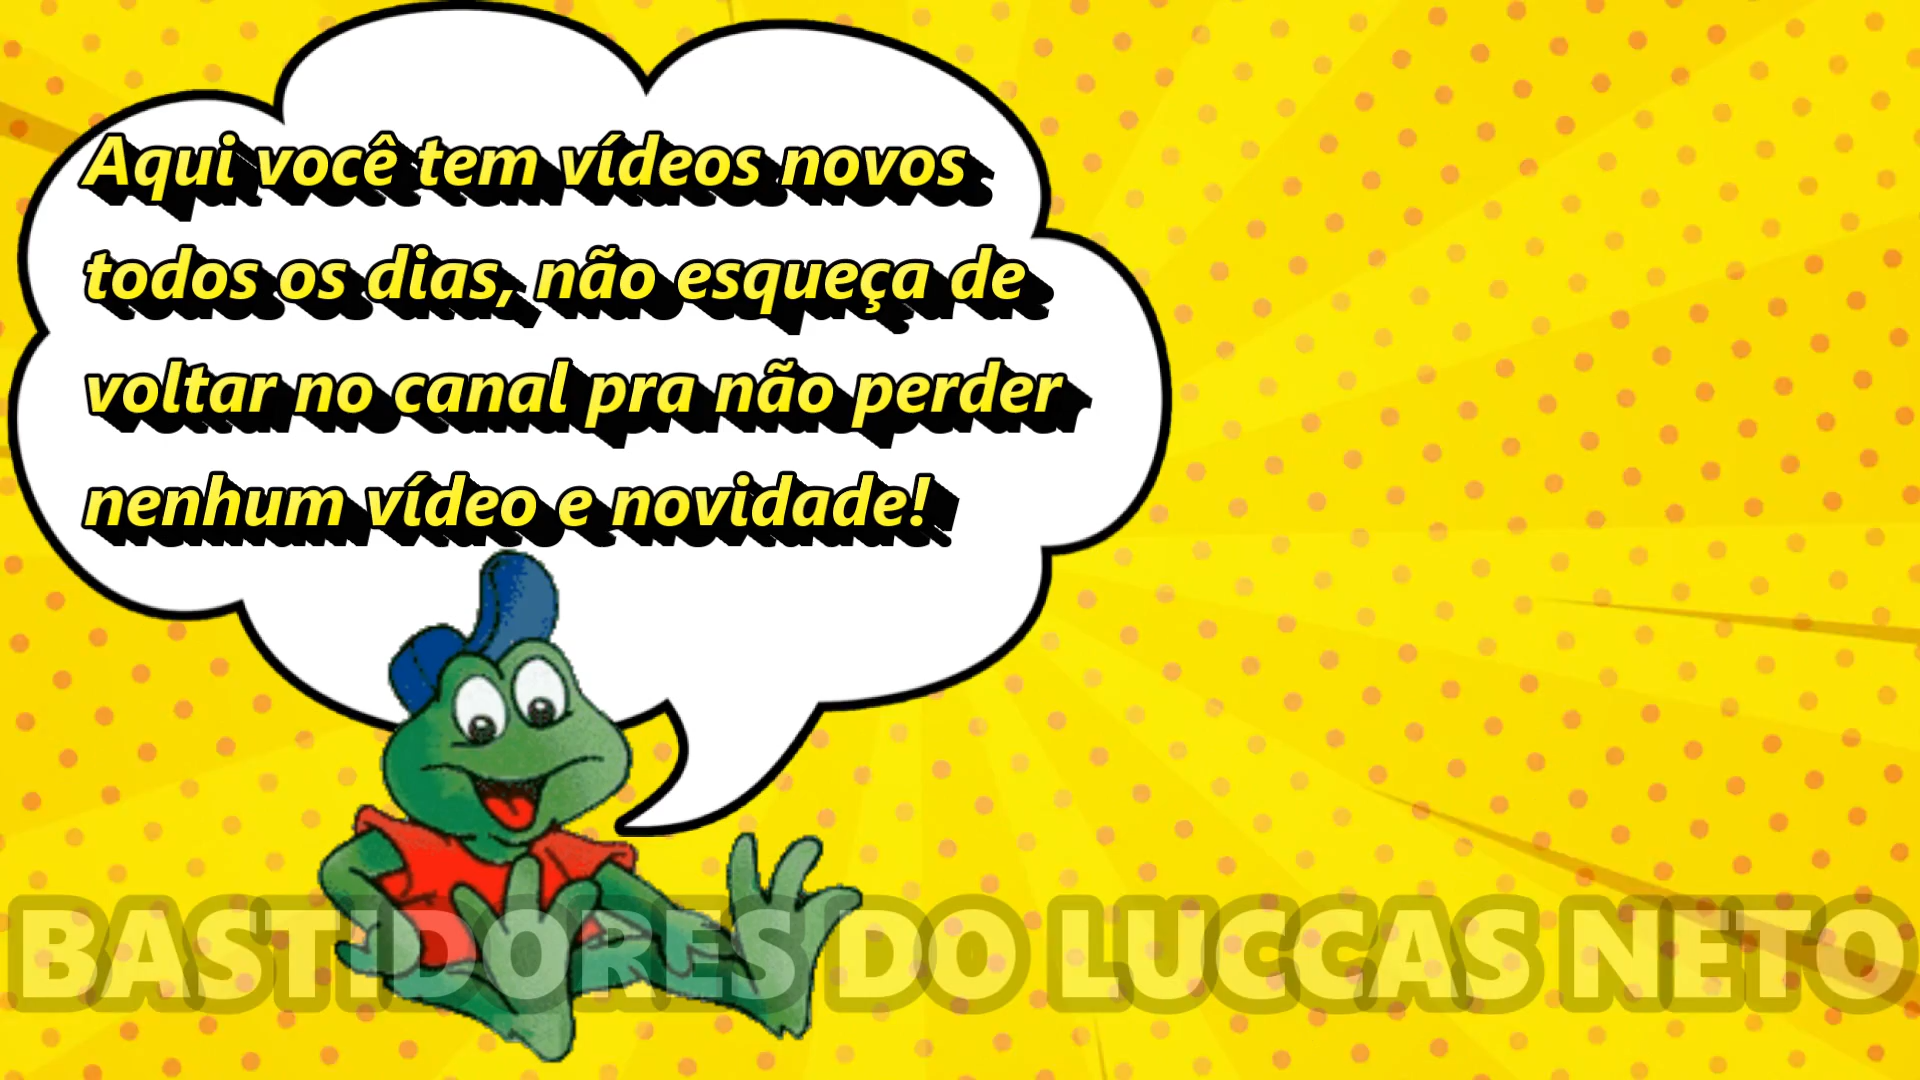 Aqui você tem vídeos novos
todos os dias, não esqueça de
voltar no canal pra não perder
nenhum vídeo e novidade!
BASTIDORES DO LUCCAS NETO